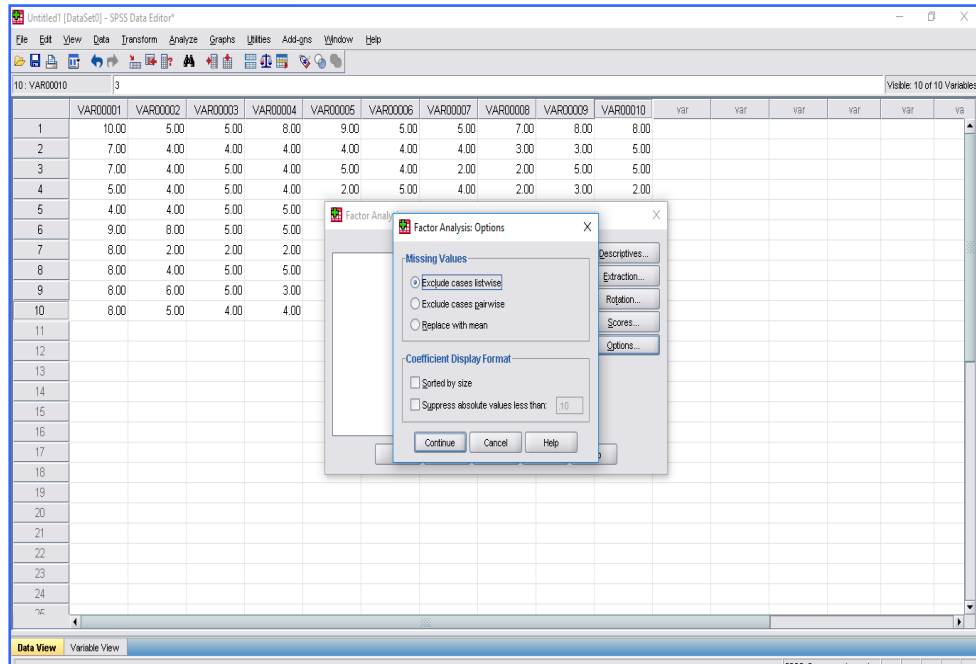 Untitled1 [DataSet0] - SPSS Data Editor*
File Edit View Data Transform Analyze Graphs Utilities Add-ons Window Help
10 : VAR00010 3 Visible: 10 of 10 Variables
VAR00001 VAR00002 VAR00003 VAR00004 VAR00005 VAR00006 VAR00007 VAR00008 VAR00009 VAR00010 var var var var var va
1 10.00 5.00 5.00 8.00 9.00 5.00 5.00 7.00 8.00 8.00
2 7.00 4.00 4.00 4.00 4.00 4.00 4.00 3.00 3.00 5.00
3 7.00 4.00 5.00 4.00 5.00 4.00 2.00 2.00 5.00 5.00
4 5.00 4.00 5.00 4.00 2.00 5.00 4.00 2.00 3.00 2.00
5 4.00 4.00 5.00 5.00
6 9.00 8.00 5.00 5.00
7 8.00 2.00 2.00 2.00
8 8.00 4.00 5.00 5.00
9 8.00 6.00 5.00 3.00
10 8.00 5.00 4.00 4.00
11
12
13
14
15
16
17
18
19
20
21
22
23
24
Factor Analy
Descriptives...
Extraction...
Rotation...
Scores...
Options...
Factor Analysis: Options
Missing Values
Exclude cases listwise
Exclude cases pairwise
Replace with mean
Coefficient Display Format
Sorted by size
Suppress absolute values less than: .10
Continue Cancel Help
Data View Variable View